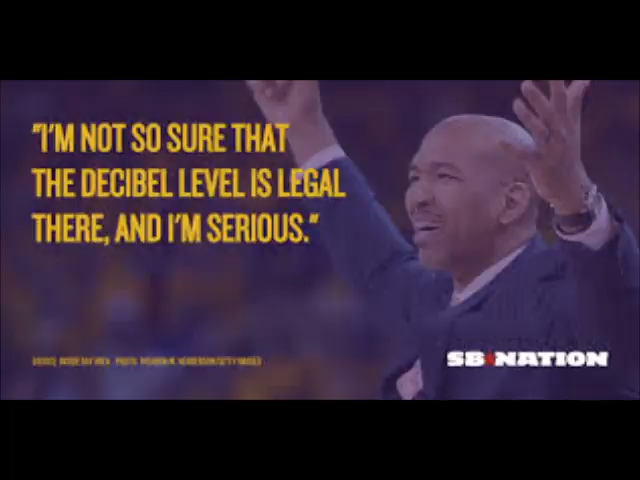 "I'M NOT SO SURE THAT
THE DECIBEL LEVEL IS LEGAL
THERE, AND I'M SERIOUS."
SB NATION